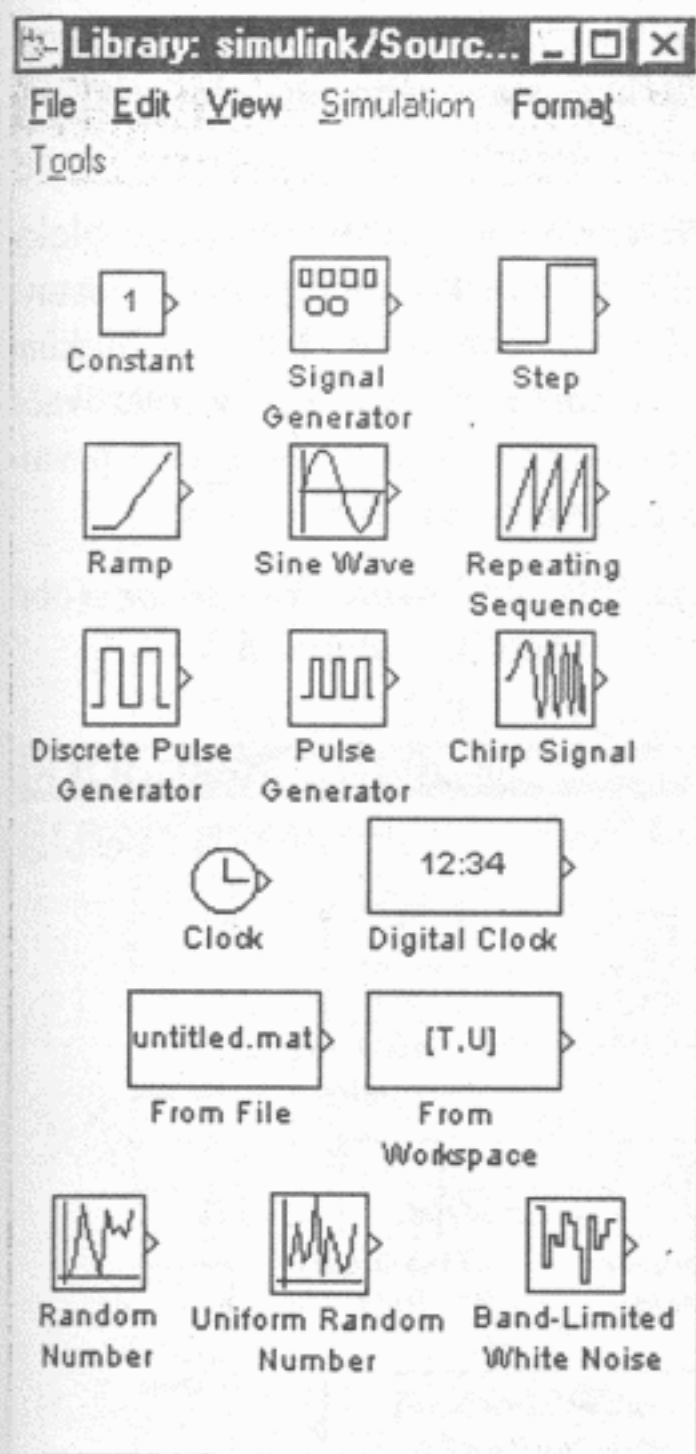 Library: simulink/Sourc...
File Edit View Simulation Format
Tools
1
Constant
Signal
Generator
Step
Ramp
Sine Wave
Repeating
Sequence
Discrete Pulse
Generator
Pulse
Generator
Chirp Signal
Clock
12:34
Digital Clock
untitled.mat
From File
[T,U]
From
Workspace
Random
Number
Uniform Random
Number
Band-Limited
White Noise